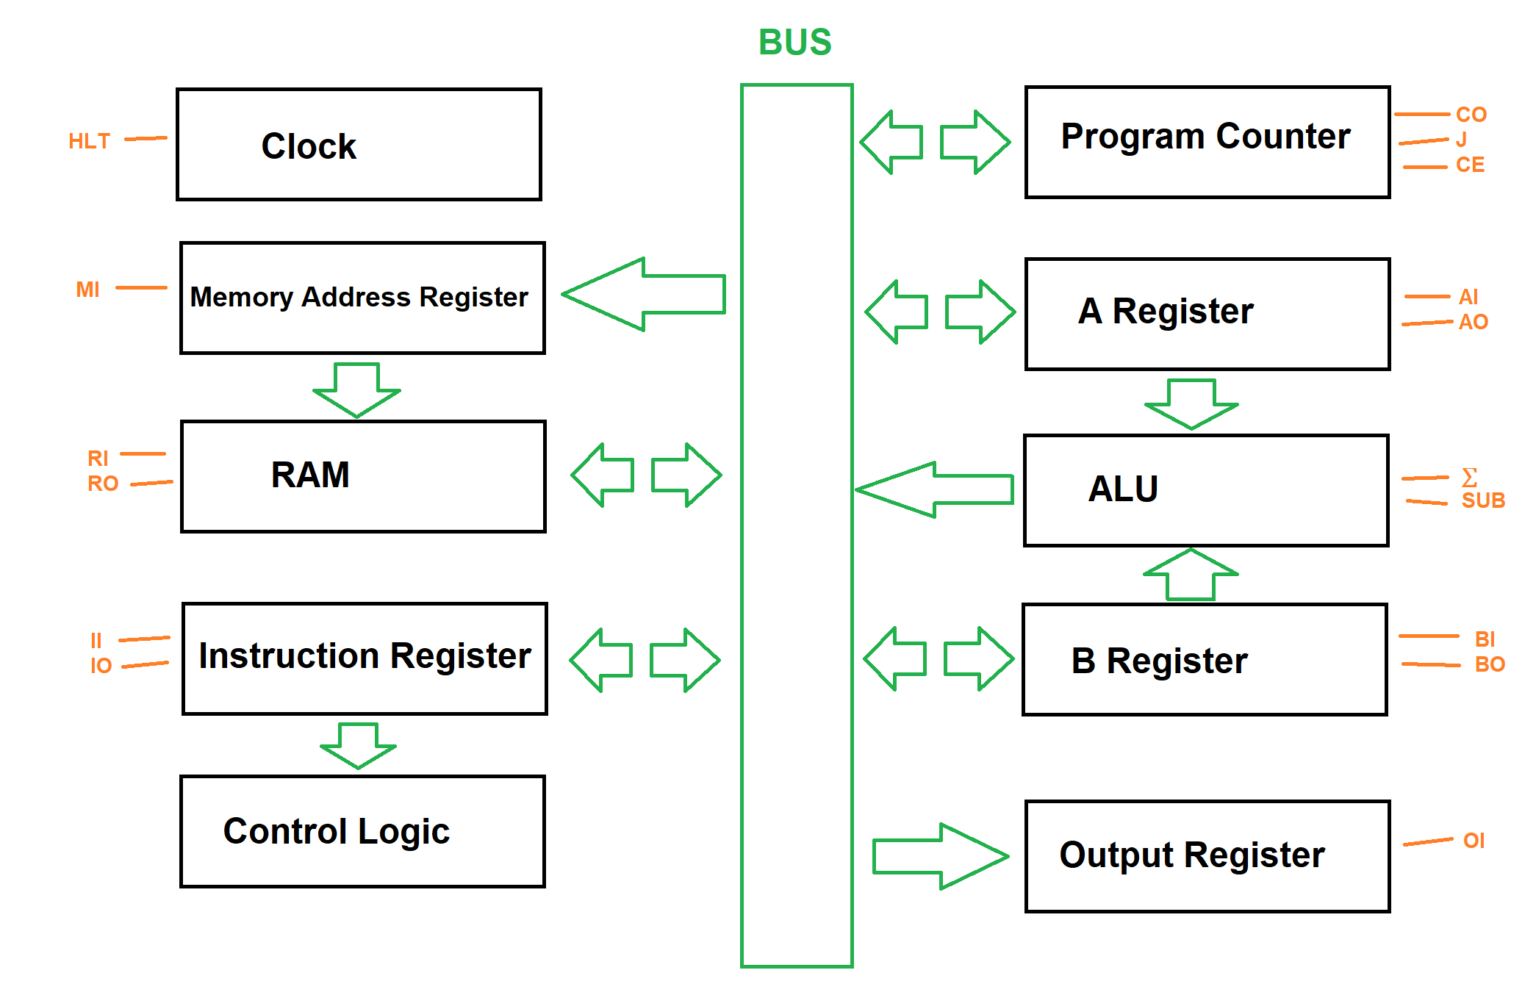 BUS
HLT
Clock
MI
Memory Address Register
RI
RO
RAM
II
IO
Instruction Register
Control Logic
Program Counter
CO
J
CE
A Register
AI
AO
ALU
Σ
SUB
B Register
BI
BO
Output Register
OI